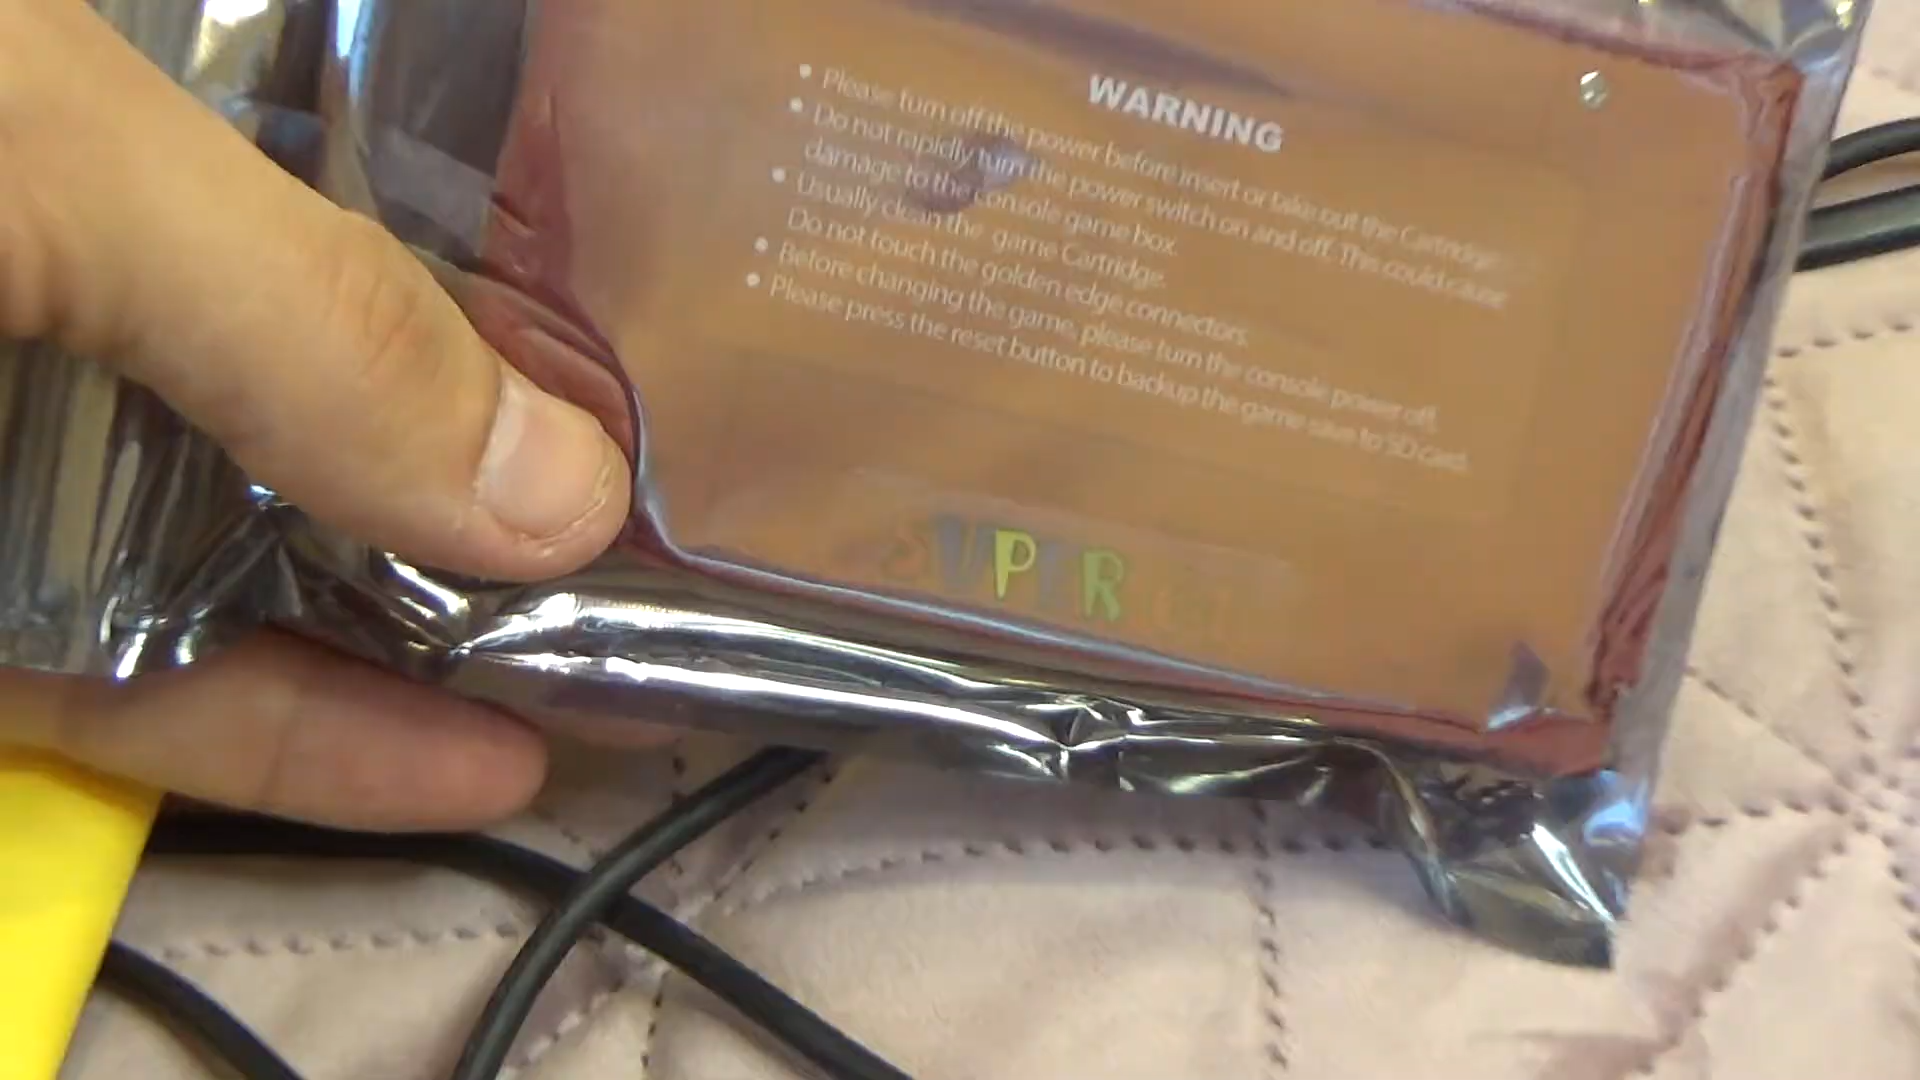 WARNING
• Please turn off the power before insert or take out the Cartridge
• Do not rapidly turn the power switch on and off. This could cause
damage to the console game box.
• Usually clean the game Cartridge.
Do not touch the golden edge connectors.
• Before changing the game, please turn the console power off.
• Please press the reset button to backup the game save to SD card.
SUPER